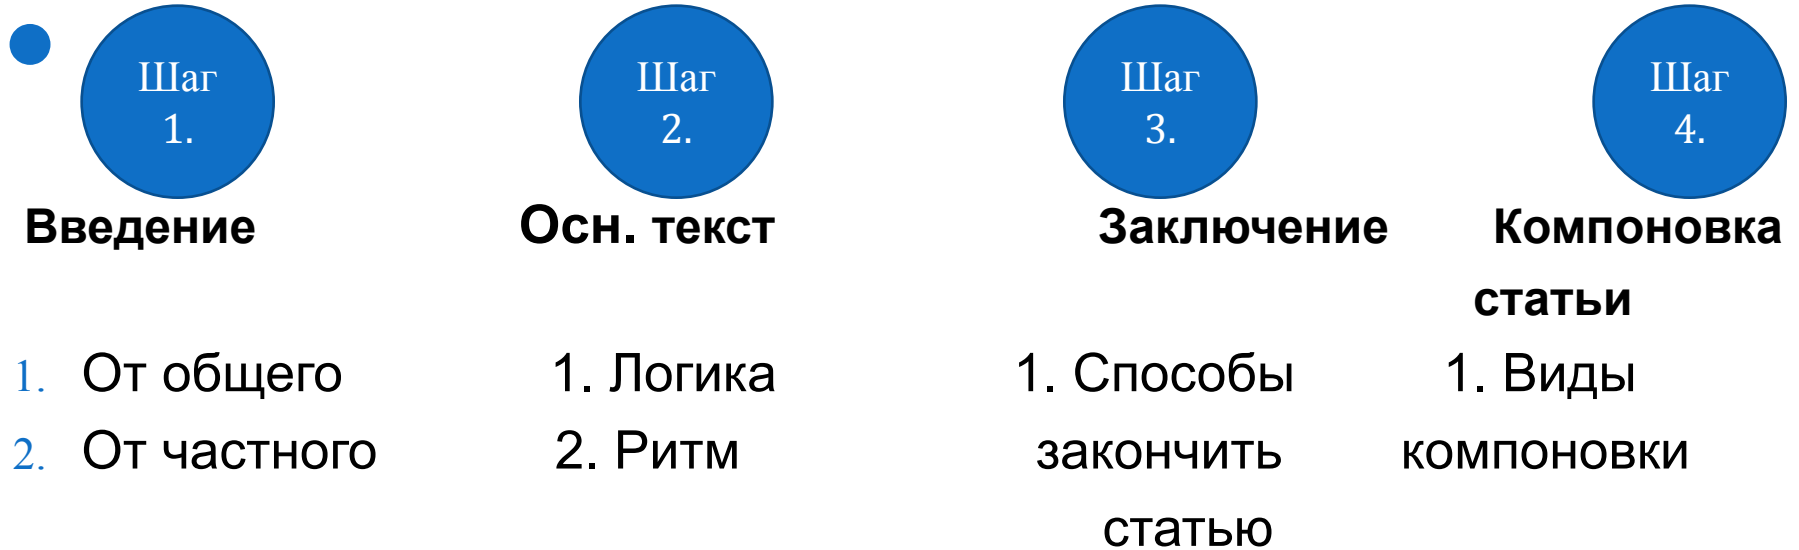 Шаг 1.
Шаг 2.
Шаг 3.
Шаг 4.
Введение Осн. текст Заключение Компоновка
статьи
1. От общего 1. Логика 1. Способы 1. Виды
2. От частного 2. Ритм закончить компоновки
статью